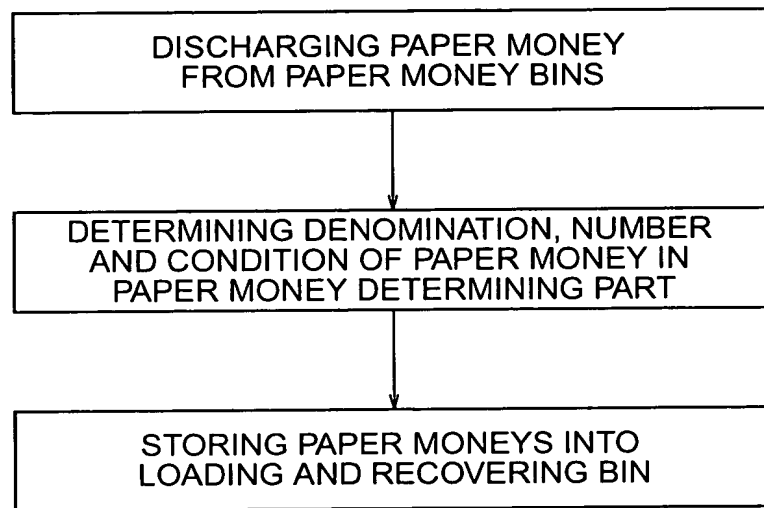 DISCHARGING PAPER MONEY
FROM PAPER MONEY BINS
DETERMINING DENOMINATION, NUMBER
AND CONDITION OF PAPER MONEY IN
PAPER MONEY DETERMINING PART
STORING PAPER MONEYS INTO
LOADING AND RECOVERING BIN